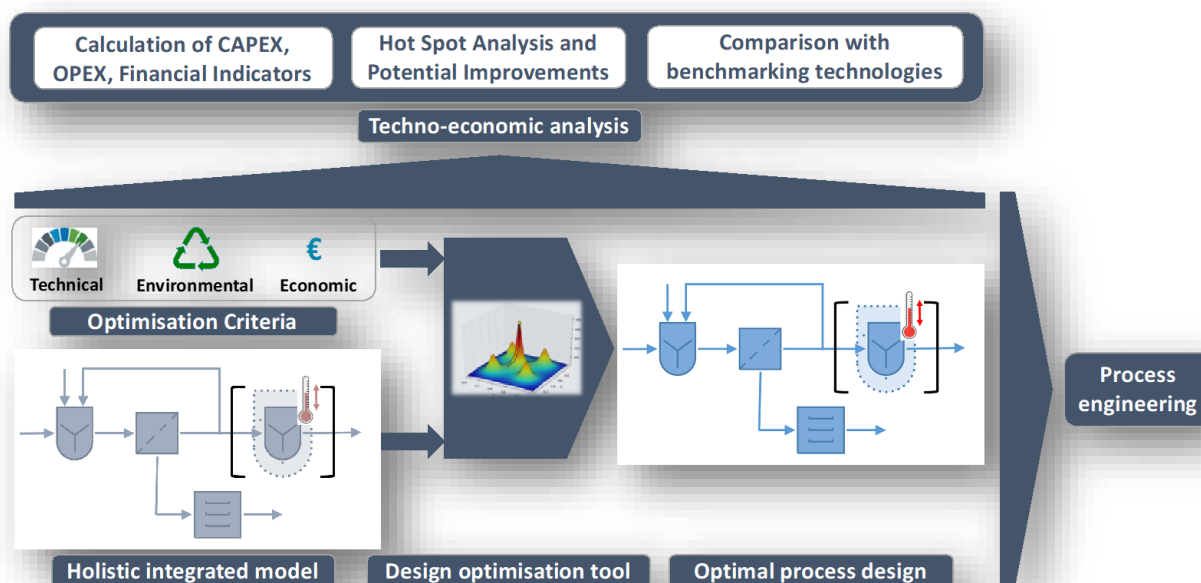 Calculation of CAPEX,
OPEX, Financial Indicators
Hot Spot Analysis and
Potential Improvements
Comparison with
benchmarking technologies
Techno-economic analysis
€
Technical
Environmental
Economic
Optimisation Criteria
Process
engineering
Holistic integrated model
Design optimisation tool
Optimal process design